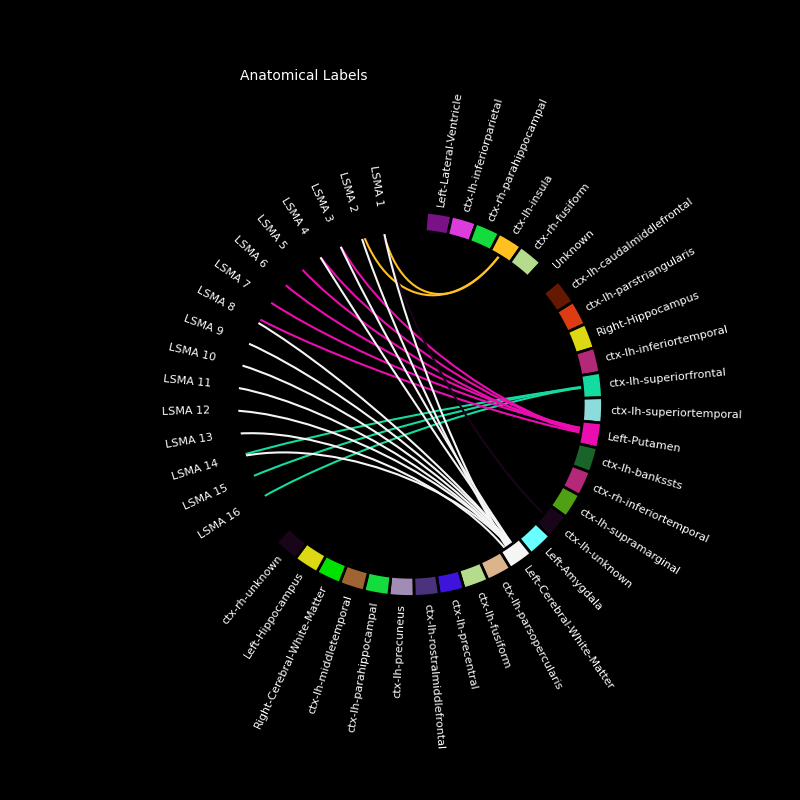 Anatomical Labels
LSMA 1
LSMA 2
LSMA 3
LSMA 4
LSMA 5
LSMA 6
LSMA 7
LSMA 8
LSMA 9
LSMA 10
LSMA 11
LSMA 12
LSMA 13
LSMA 14
LSMA 15
LSMA 16
Left-Lateral-Ventricle
ctx-lh-inferiorparietal
ctx-rh-parahippocampal
ctx-lh-insula
ctx-rh-fusiform
Unknown
ctx-lh-caudalmiddlefrontal
ctx-lh-parstriangularis
Right-Hippocampus
ctx-lh-inferiortemporal
ctx-lh-superiorfrontal
ctx-lh-superiortemporal
Left-Putamen
ctx-lh-bankssts
ctx-rh-inferiortemporal
ctx-lh-supramarginal
ctx-lh-unknown
Left-Amygdala
Left-Cerebral-White-Matter
ctx-lh-parsopercularis
ctx-lh-fusiform
ctx-lh-precentral
ctx-lh-rostralmiddlefrontal
ctx-lh-precuneus
ctx-lh-parahippocampal
ctx-lh-middletemporal
Right-Cerebral-White-Matter
Left-Hippocampus
ctx-rh-unknown